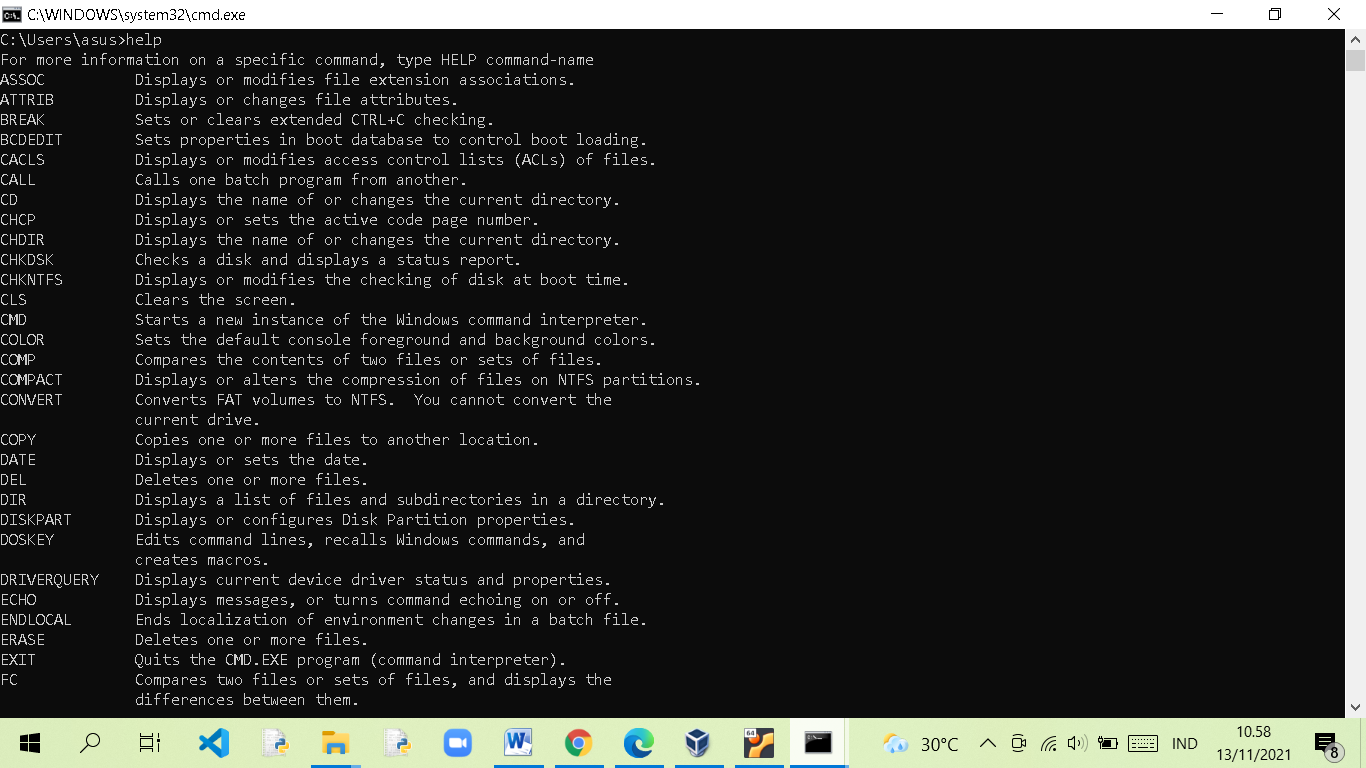 C:\WINDOWS\system32\cmd.exe
C:\Users\asus>help
For more information on a specific command, type HELP command-name
ASSOC          Displays or modifies file extension associations.
ATTRIB         Displays or changes file attributes.
BREAK          Sets or clears extended CTRL+C checking.
BCDEDIT        Sets properties in boot database to control boot loading.
CACLS          Displays or modifies access control lists (ACLs) of files.
CALL           Calls one batch program from another.
CD             Displays the name of or changes the current directory.
CHCP           Displays or sets the active code page number.
CHDIR          Displays the name of or changes the current directory.
CHKDSK         Checks a disk and displays a status report.
CHKNTFS        Displays or modifies the checking of disk at boot time.
CLS            Clears the screen.
CMD            Starts a new instance of the Windows command interpreter.
COLOR          Sets the default console foreground and background colors.
COMP           Compares the contents of two files or sets of files.
COMPACT        Displays or alters the compression of files on NTFS partitions.
CONVERT        Converts FAT volumes to NTFS.  You cannot convert the
               current drive.
COPY           Copies one or more files to another location.
DATE           Displays or sets the date.
DEL            Deletes one or more files.
DIR            Displays a list of files and subdirectories in a directory.
DISKPART       Displays or configures Disk Partition properties.
DOSKEY         Edits command lines, recalls Windows commands, and
               creates macros.
DRIVERQUERY    Displays current device driver status and properties.
ECHO           Displays messages, or turns command echoing on or off.
ENDLOCAL       Ends localization of environment changes in a batch file.
ERASE          Deletes one or more files.
EXIT           Quits the CMD.EXE program (command interpreter).
FC             Compares two files or sets of files, and displays the
               differences between them.
64
30°C
IND
10.58
13/11/2021
8